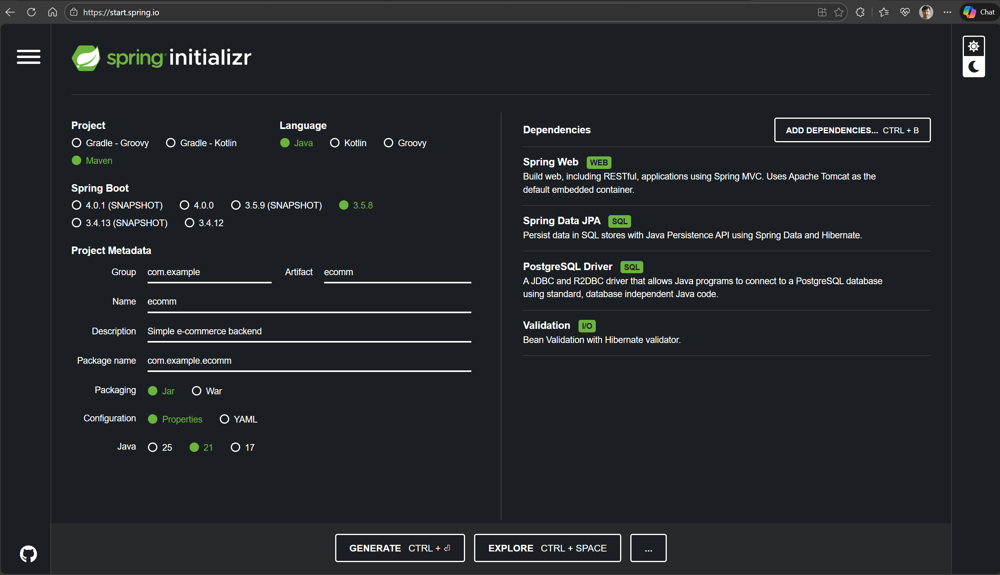 https://start.spring.io
Chat
spring initializr
Project
Gradle - Groovy Gradle - Kotlin
Maven
Language
Java Kotlin Groovy
Spring Boot
4.0.1 (SNAPSHOT) 4.0.0 3.5.9 (SNAPSHOT) 3.5.8
3.4.13 (SNAPSHOT) 3.4.12
Project Metadata
Group com.example Artifact ecomm
Name ecomm
Description Simple e-commerce backend
Package name com.example.ecomm
Packaging Jar War
Configuration Properties YAML
Java 25 21 17
Dependencies ADD DEPENDENCIES... CTRL + B
Spring Web WEB
Build web, including RESTful, applications using Spring MVC. Uses Apache Tomcat as the
default embedded container.
Spring Data JPA SQL
Persist data in SQL stores with Java Persistence API using Spring Data and Hibernate.
PostgreSQL Driver SQL
A JDBC and R2DBC driver that allows Java programs to connect to a PostgreSQL database
using standard, database independent Java code.
Validation I/O
Bean Validation with Hibernate validator.
GENERATE CTRL + ⏎ EXPLORE CTRL + SPACE ...